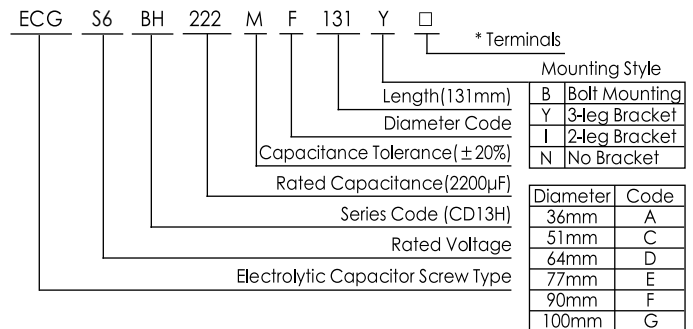 ECG S6 BH 222 M F 131 Y □
* Terminals
Mounting Style
B Bolt Mounting
Y 3-leg Bracket
I 2-leg Bracket
N No Bracket
Length(131mm)
Diameter Code
Capacitance Tolerance(±20%)
Rated Capacitance(2200µF)
Series Code (CD13H)
Rated Voltage
Electrolytic Capacitor Screw Type
Diameter Code
36mm A
51mm C
64mm D
77mm E
90mm F
100mm G